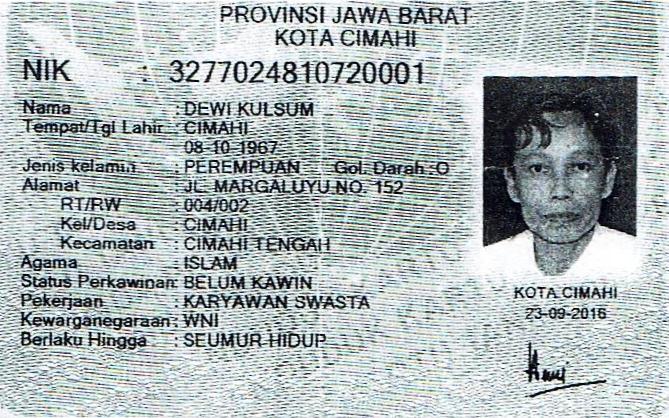 PROVINSI JAWA BARAT
KOTA CIMAHI
NIK : 3277024810720001
Nama : DEWI KULSUM
Tempat/Tgl Lahir : CIMAHI
08-10-1967
Jenis kelamin : PEREMPUAN Gol. Darah :O
Alamat : JL. MARGALUYU NO. 152
RT/RW : 004/002
Kel/Desa : CIMAHI
Kecamatan : CIMAHI TENGAH
Agama : ISLAM
Status Perkawinan: BELUM KAWIN
Pekerjaan : KARYAWAN SWASTA
Kewarganegaraan : WNI
Berlaku Hingga : SEUMUR HIDUP
KOTA CIMAHI
23-09-2016